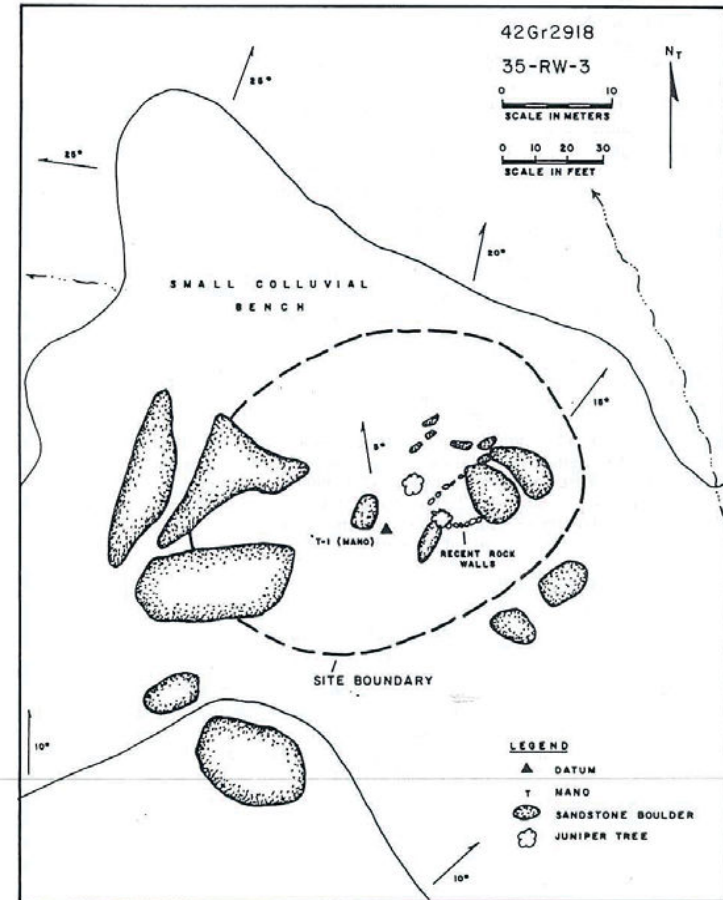 42Gr2918
35-RW-3
NT
0 10
SCALE IN METERS
0 10 20 30
SCALE IN FEET
25°
25°
20°
SMALL COLLUVIAL
BENCH
15°
5°
T-1 (MANO)
RECENT ROCK
WALLS
SITE BOUNDARY
10°
10°
LEGEND
DATUM
T MANO
SANDSTONE BOULDER
JUNIPER TREE